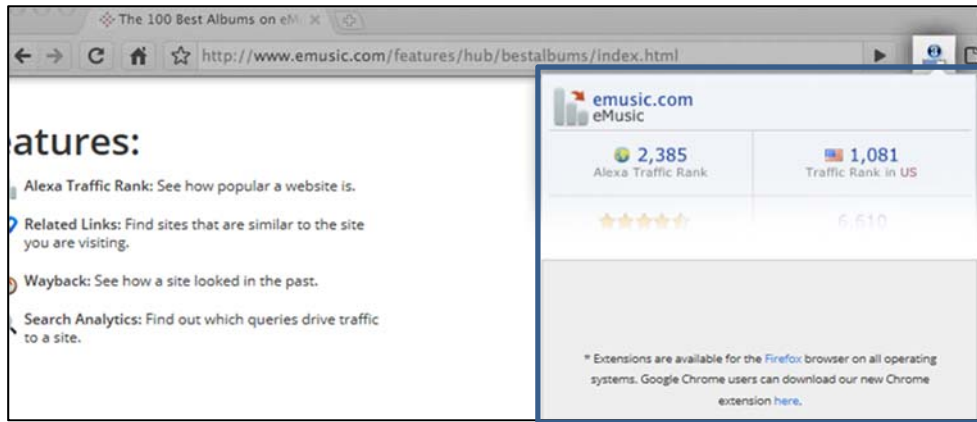 The 100 Best Albums on eM
http://www.emusic.com/features/hub/bestalbums/index.html
atures:
Alexa Traffic Rank: See how popular a website is.
Related Links: Find sites that are similar to the site
you are visiting.
Wayback: See how a site looked in the past.
Search Analytics: Find out which queries drive traffic
to a site.
emusic.com
eMusic
2,385
Alexa Traffic Rank
1,081
Traffic Rank in US
6,610
* Extensions are available for the Firefox browser on all operating
systems. Google Chrome users can download our new Chrome
extension here.